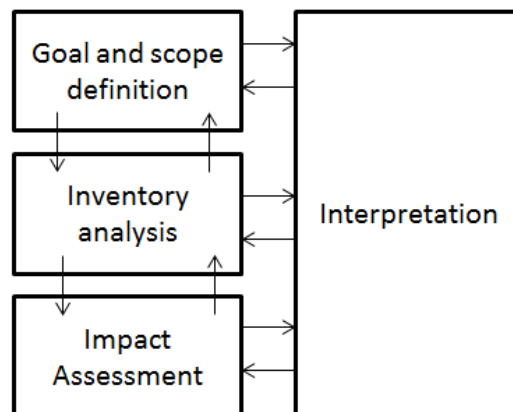 Goal and scope
definition
Inventory
analysis
Interpretation
Impact
Assessment